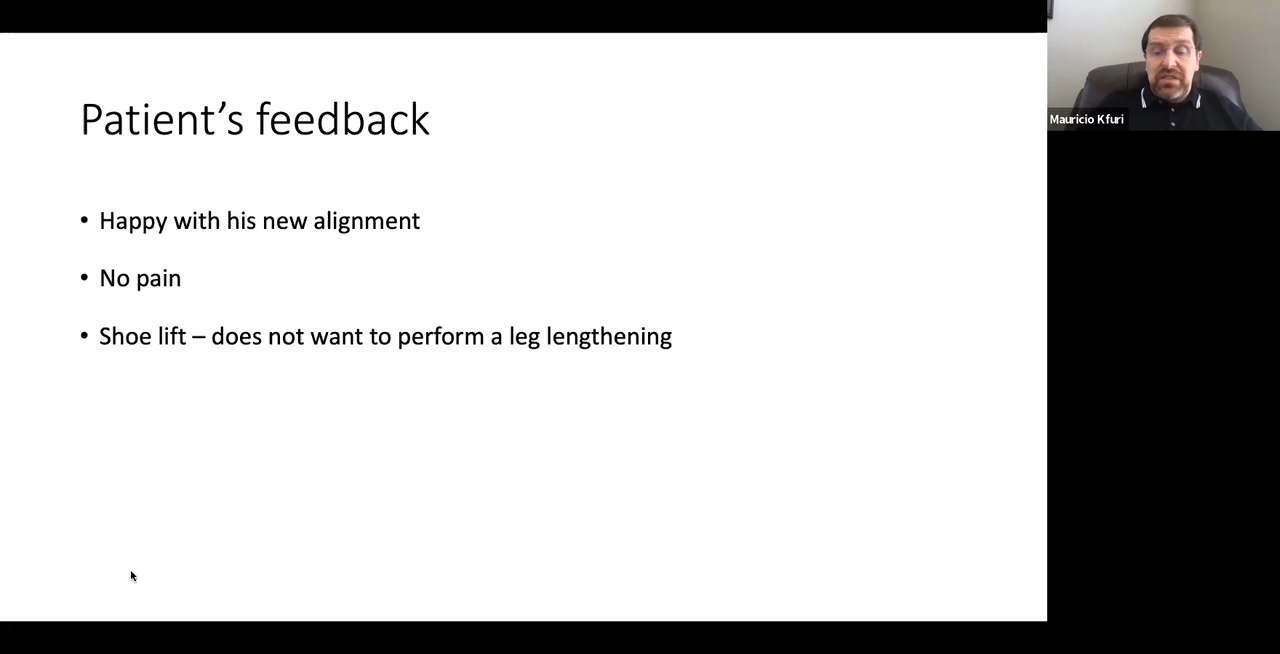 Patient’s feedback
• Happy with his new alignment
• No pain
• Shoe lift – does not want to perform a leg lengthening
Mauricio Kfuri